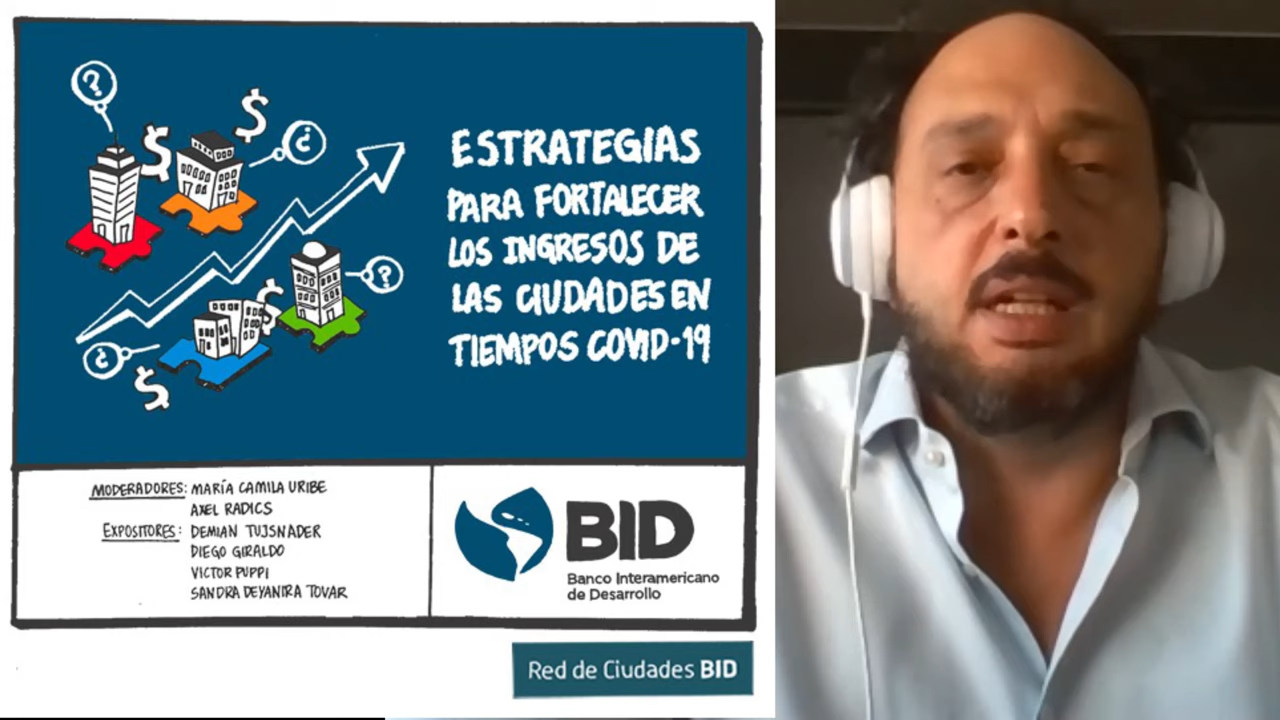 ESTRATEGIAS
PARA FORTALECER
LOS INGRESOS DE
LAS CIUDADES EN
TIEMPOS COVID-19
MODERADORES: MARÍA CAMILA URIBE
AXEL RADICS
EXPOSITORES: DEMIAN TUJSNADER
DIEGO GIRALDO
VICTOR PUPPI
SANDRA DEYANIRA TOVAR
BID
Banco Interamericano
de Desarrollo
Red de Ciudades BID